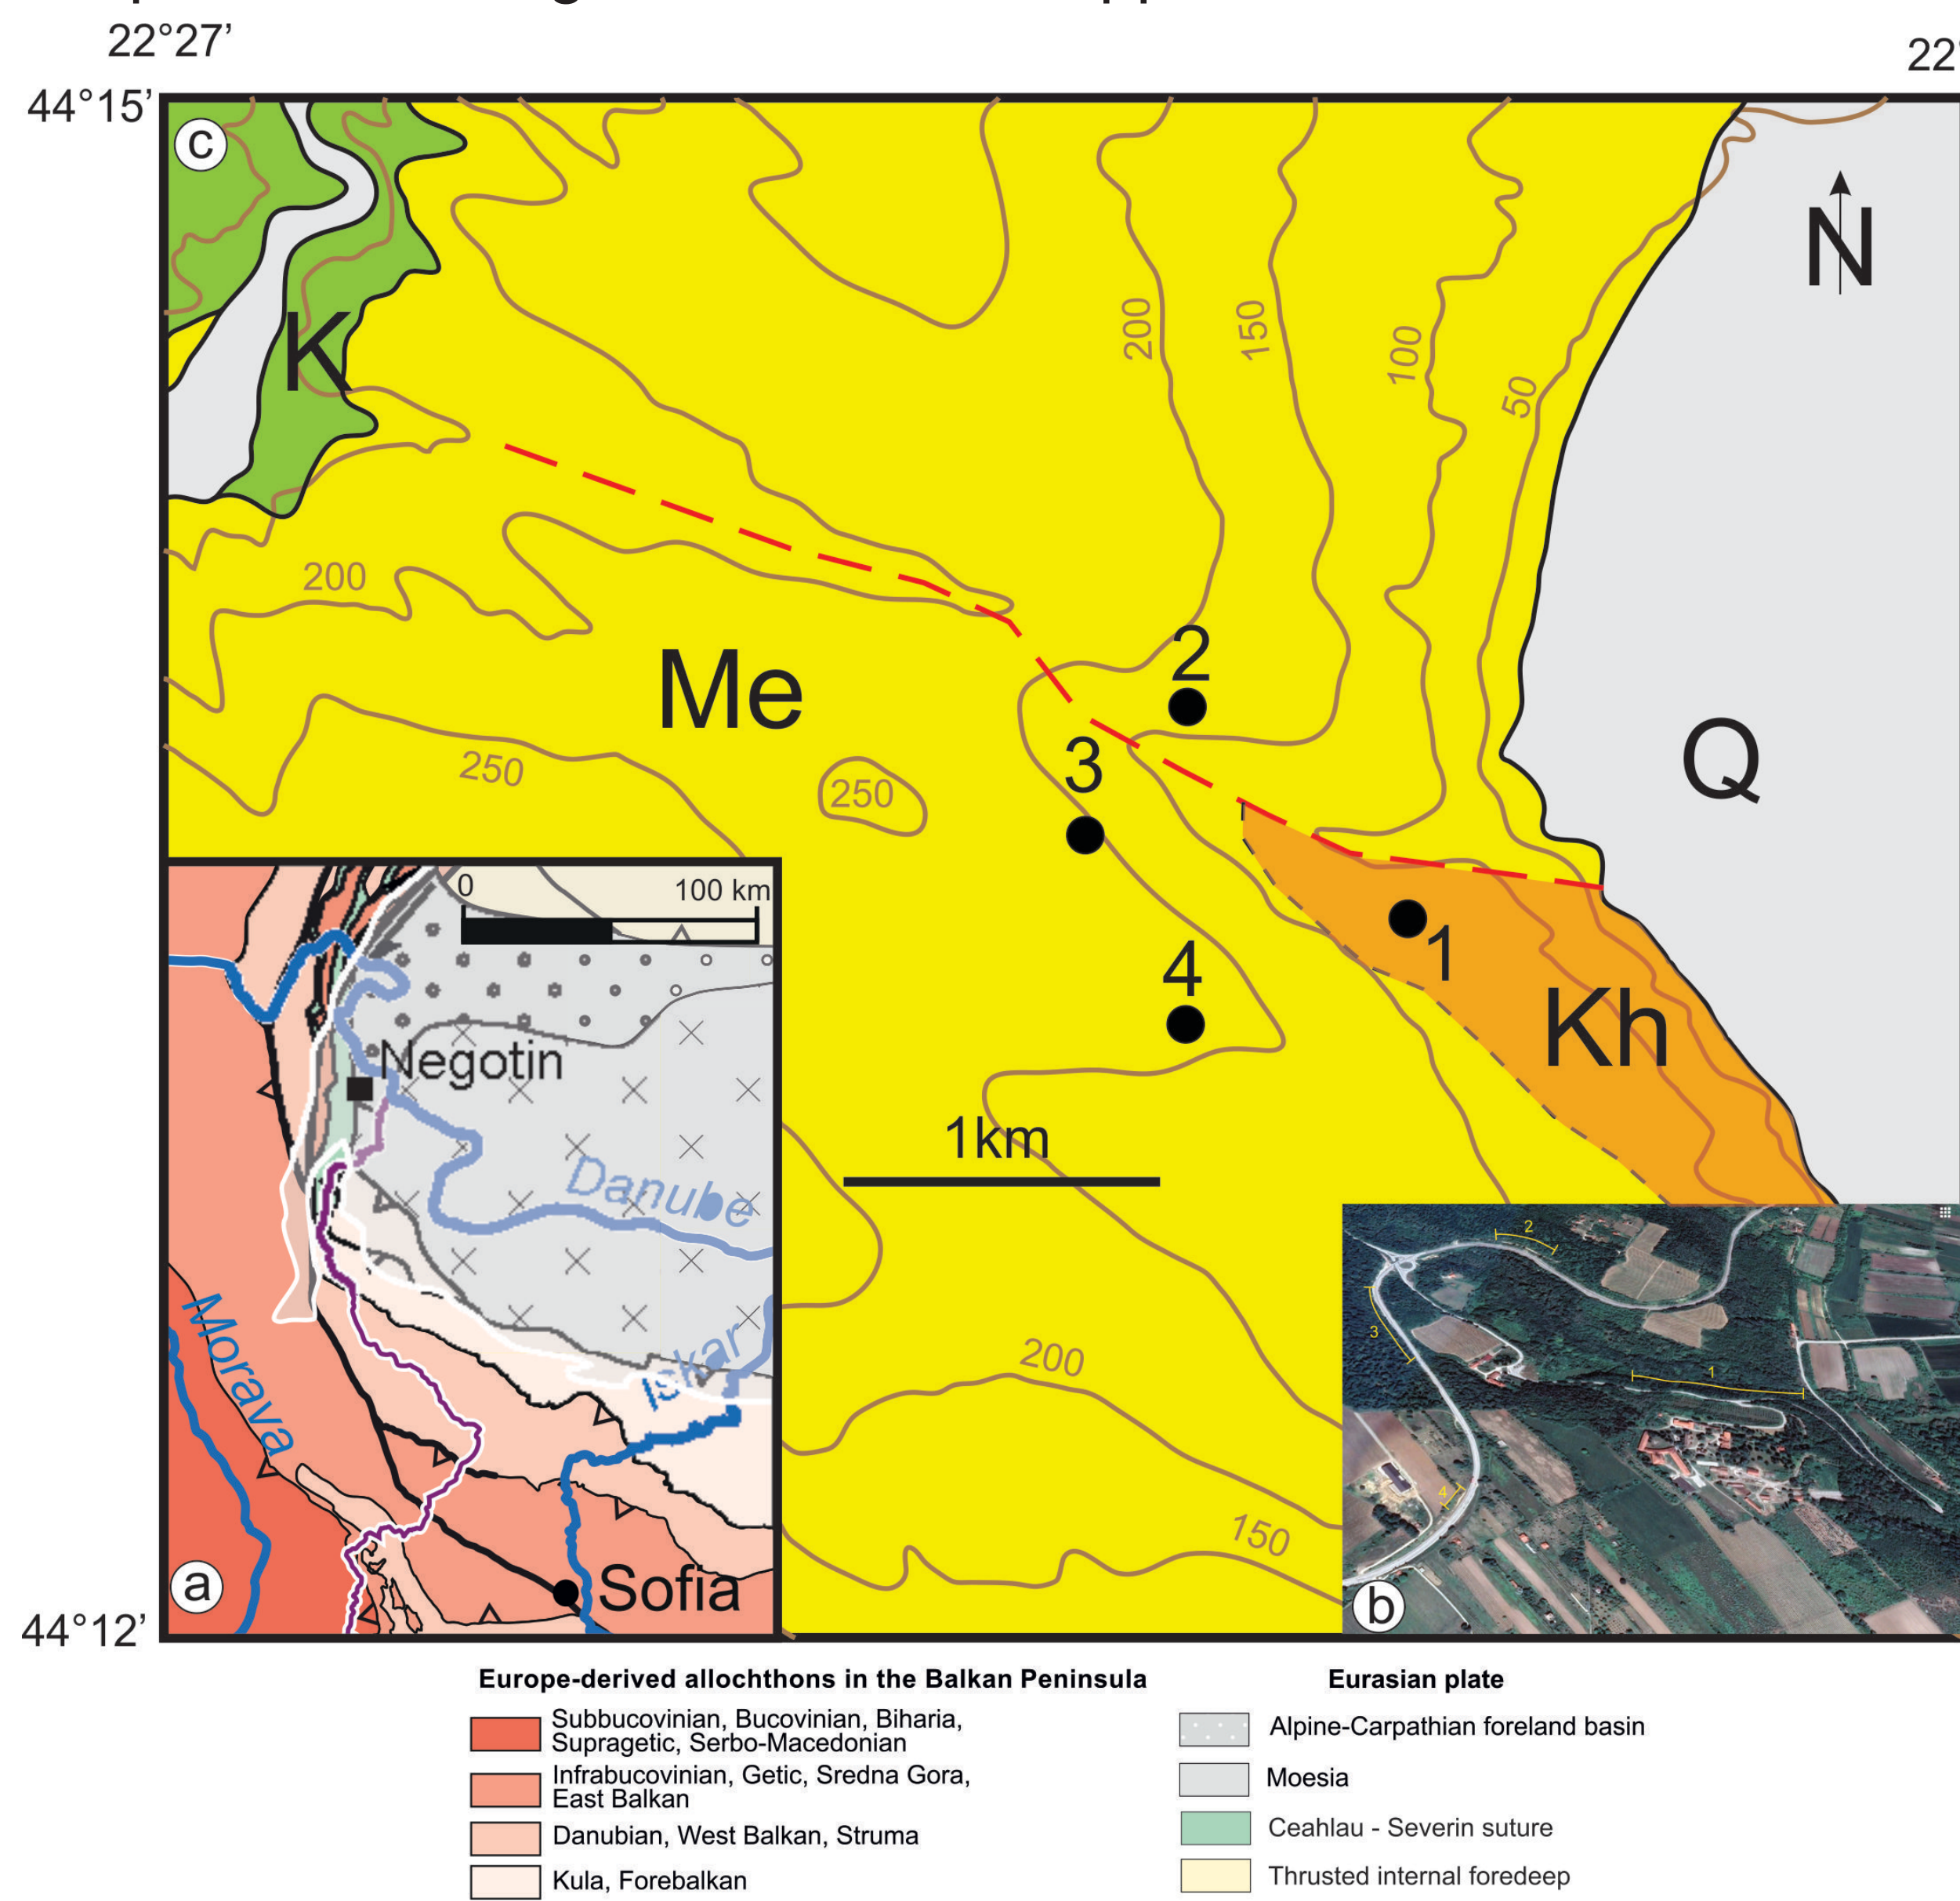 22°27’
44°15’
c
N
K
200
150
100
50
200
2
Me
3
Q
250
250
1
4
Kh
0
100 km
Negotin
1km
Danube
2
3
1
Morava
Iskar
200
4
150
a
Sofia
b
44°12’
Europe-derived allochthons in the Balkan Peninsula
Eurasian plate
Subbucovinian, Bucovinian, Biharia,
Supragetic, Serbo-Macedonian
Alpine-Carpathian foreland basin
Infrabucovinian, Getic, Sredna Gora,
East Balkan
Moesia
Danubian, West Balkan, Struma
Ceahlau - Severin suture
Kula, Forebalkan
Thrusted internal foredeep